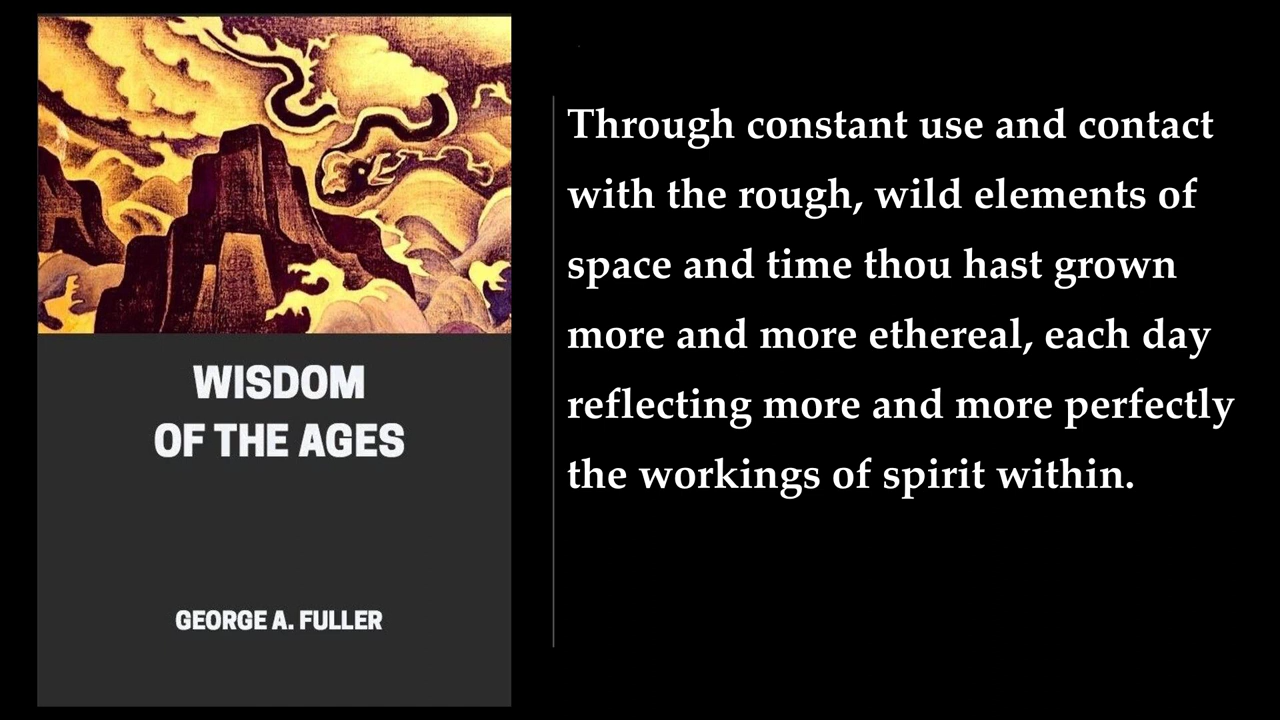 WISDOM
OF THE AGES
GEORGE A. FULLER
Through constant use and contact
with the rough, wild elements of
space and time thou hast grown
more and more ethereal, each day
reflecting more and more perfectly
the workings of spirit within.